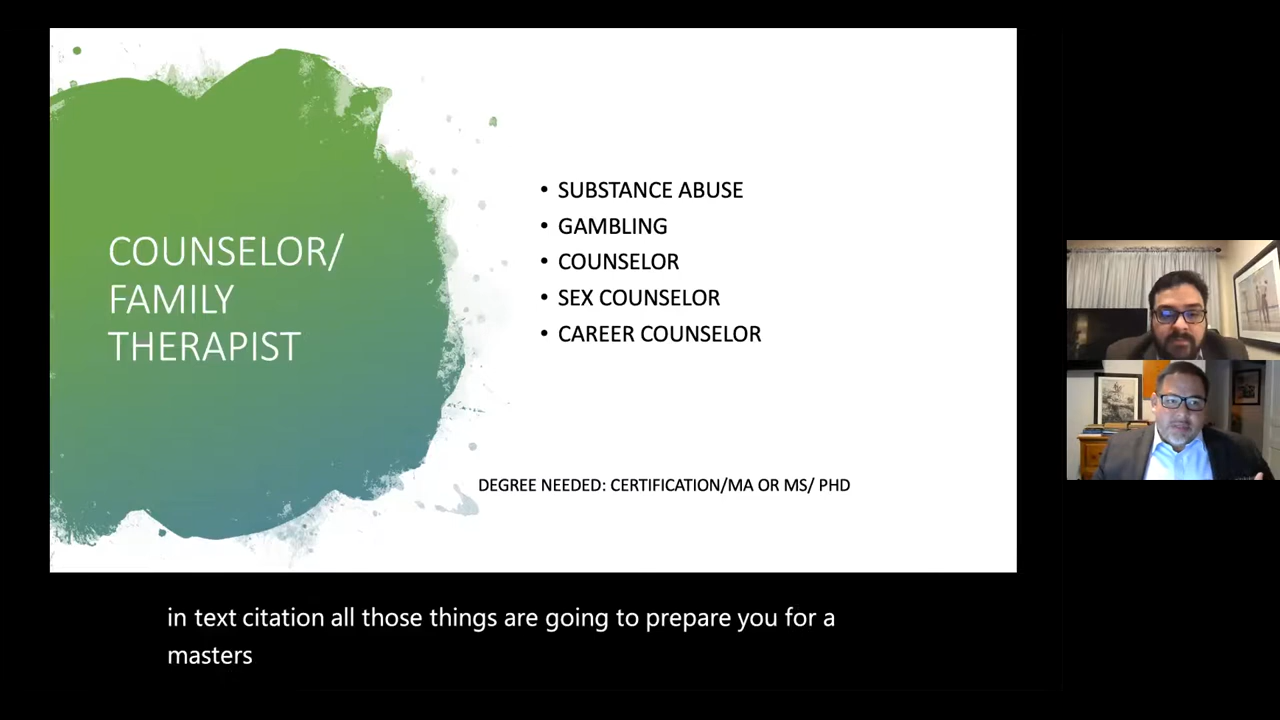 COUNSELOR/
FAMILY
THERAPIST
• SUBSTANCE ABUSE
• GAMBLING
• COUNSELOR
• SEX COUNSELOR
• CAREER COUNSELOR
DEGREE NEEDED: CERTIFICATION/MA OR MS/ PHD
in text citation all those things are going to prepare you for a
masters